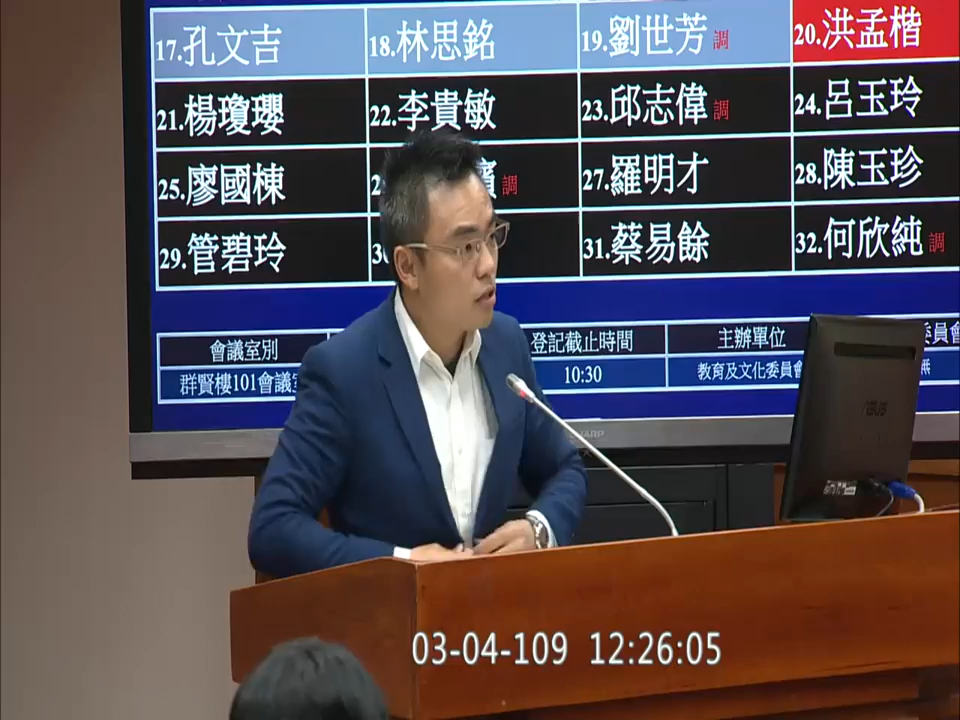 17.孔文吉 18.林思銘 19.劉世芳 調 20.洪孟楷
21.楊瓊瓔 22.李貴敏 23.邱志偉 調 24.呂玉玲
25.廖國棟 調 27.羅明才 28.陳玉珍
29.管碧玲 31.蔡易餘 32.何欣純 調
會議室別 登記截止時間 主辦單位 委員會
群賢樓101會議室 10:30 教育及文化委員會
SHARP
ASUS
03-04-109 12:26:05